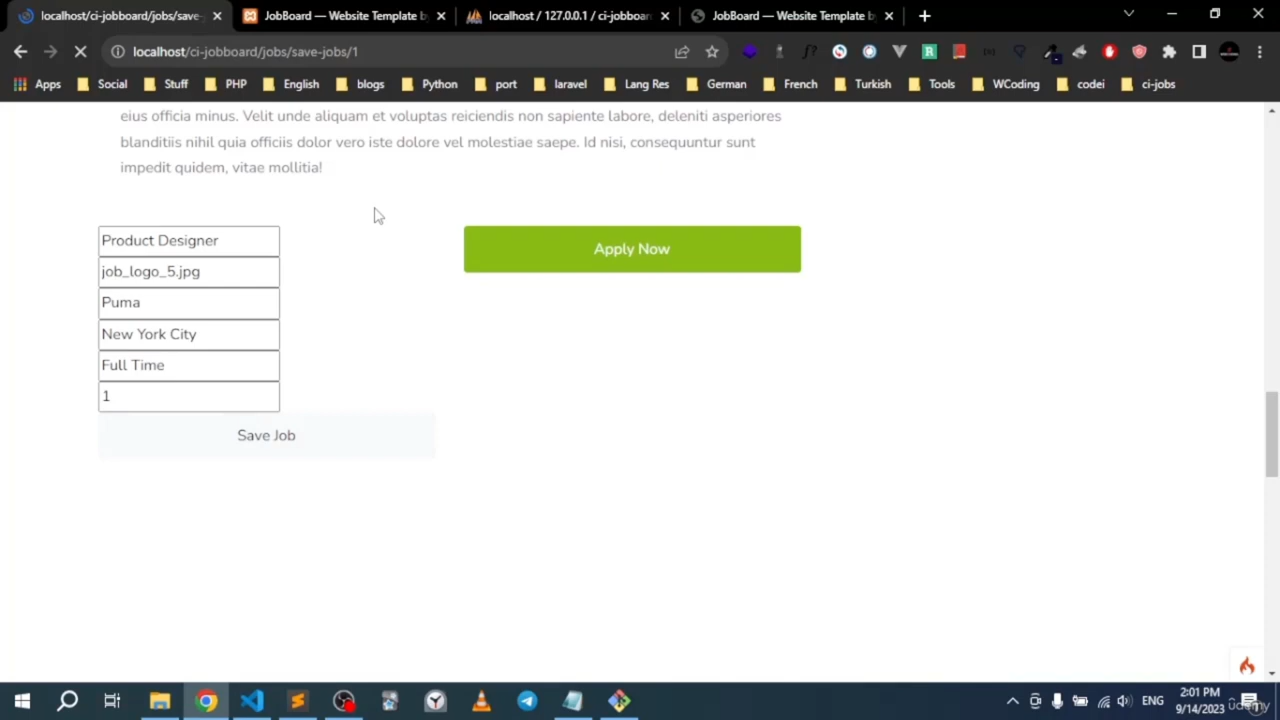 localhost/ci-jobboard/jobs/save-
JobBoard — Website Template b
localhost / 127.0.0.1 / ci-jobboar
JobBoard — Website Template b
localhost/ci-jobboard/jobs/save-jobs/1
Apps
Social
Stuff
PHP
English
blogs
Python
port
laravel
Lang Res
German
French
Turkish
Tools
WCoding
codei
ci-jobs
eius officia minus. Velit unde aliquam et voluptas reiciendis non sapiente labore, deleniti asperiores
blanditiis nihil quia officiis dolor vero iste dolore vel molestiae saepe. Id nisi, consequuntur sunt
impedit quidem, vitae mollitia!
Product Designer
job_logo_5.jpg
Puma
New York City
Full Time
1
Save Job
Apply Now
ENG
2:01 PM
9/14/2023
udemy